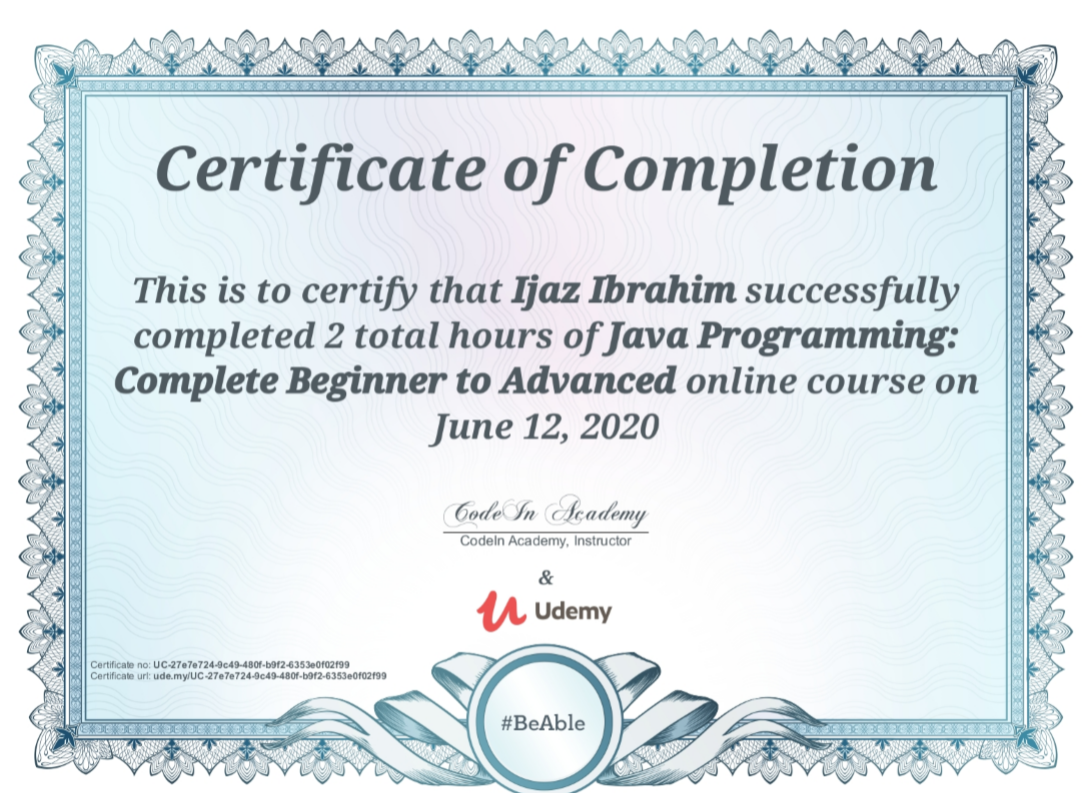 Certificate of Completion
This is to certify that Ijaz Ibrahim successfully
completed 2 total hours of Java Programming:
Complete Beginner to Advanced online course on
June 12, 2020
CodeIn Academy
CodeIn Academy, Instructor
&
Udemy
Certificate no: UC-27e7e724-9c49-480f-b9f2-6353e0f02f99
Certificate url: ude.my/UC-27e7e724-9c49-480f-b9f2-6353e0f02f99
#BeAble